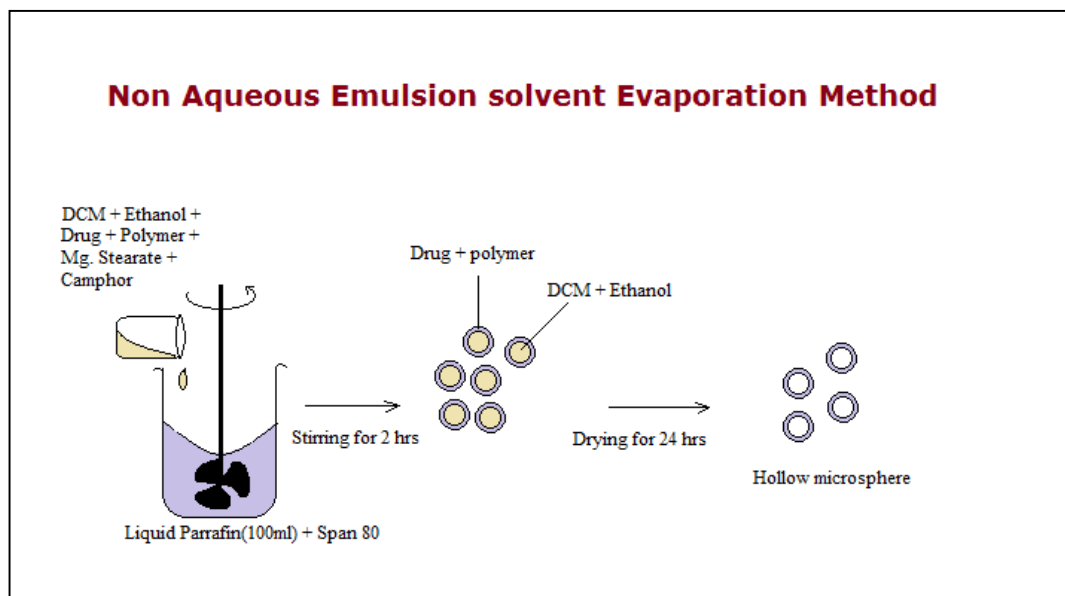 Non Aqueous Emulsion solvent Evaporation Method
DCM + Ethanol +
Drug + Polymer +
Mg. Stearate +
Camphor
Drug + polymer
DCM + Ethanol
Stirring for 2 hrs
Drying for 24 hrs
Hollow microsphere
Liquid Parrafin(100ml) + Span 80